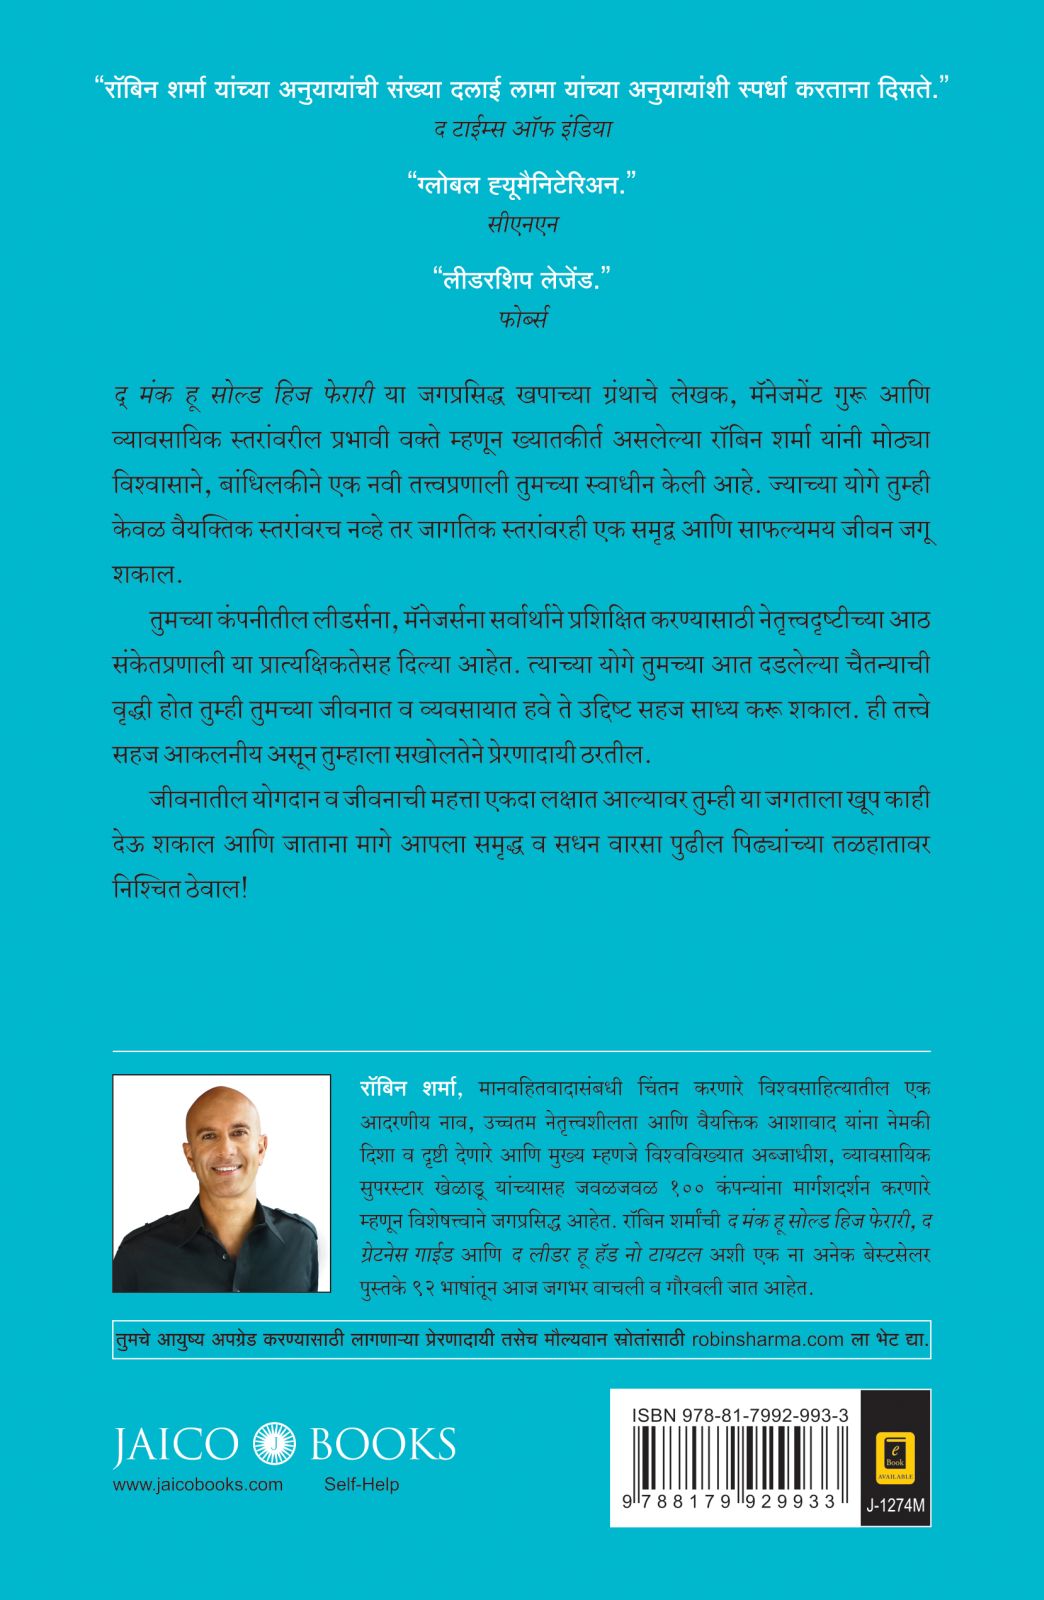 “रॉबिन शर्मा यांच्या अनुयायांची संख्या दलाई लामा यांच्या अनुयायांशी स्पर्धा करताना दिसते.”
द टाईम्स ऑफ इंडिया
“ग्लोबल ह्यूमैनिटेरिअन.”
सीएनएन
“लीडरशिप लेजेंड.”
फोर्ब्स
द् मंक हू सोल्ड हिज फेरारी या जगप्रसिद्ध खपाच्या ग्रंथाचे लेखक, मॅनेजमेंट गुरू आणि
व्यावसायिक स्तरांवरील प्रभावी वक्ते म्हणून ख्यातकीर्त असलेल्या रॉबिन शर्मा यांनी मोठ्या
विश्वासाने, बांधिलकीने एक नवी तत्त्वप्रणाली तुमच्या स्वाधीन केली आहे. ज्याच्या योगे तुम्ही
केवळ वैयक्तिक स्तरांवरच नव्हे तर जागतिक स्तरांवरही एक समृद्व आणि साफल्यमय जीवन जगू
शकाल.
तुमच्या कंपनीतील लीडर्सना, मॅनेजर्सना सर्वार्थाने प्रशिक्षित करण्यासाठी नेतृत्त्वदृष्टीच्या आठ
संकेतप्रणाली या प्रात्यक्षिकतेसह दिल्या आहेत. त्याच्या योगे तुमच्या आत दडलेल्या चैतन्याची
वृद्धी होत तुम्ही तुमच्या जीवनात व व्यवसायात हवे ते उद्दिष्ट सहज साध्य करू शकाल. ही तत्त्वे
सहज आकलनीय असून तुम्हाला सखोलतेने प्रेरणादायी ठरतील.
जीवनातील योगदान व जीवनाची महत्ता एकदा लक्षात आल्यावर तुम्ही या जगताला खूप काही
देऊ शकाल आणि जाताना मागे आपला समृद्ध व सधन वारसा पुढील पिढ्यांच्या तळहातावर
निश्चित ठेवाल!
रॉबिन शर्मा, मानवहितवादासंबधी चिंतन करणारे विश्वसाहित्यातील एक
आदरणीय नाव, उच्चतम नेतृत्त्वशीलता आणि वैयक्तिक आशावाद यांना नेमकी
दिशा व दृष्टी देणारे आणि मुख्य म्हणजे विश्वविख्यात अब्जाधीश, व्यावसायिक
सुपरस्टार खेळाडू यांच्यासह जवळजवळ १०० कंपन्यांना मार्गशदर्शन करणारे
म्हणून विशेषत्त्वाने जगप्रसिद्ध आहेत. रॉबिन शर्मांची द मंक हू सोल्ड हिज फेरारी, द
ग्रेटनेस गाईड आणि द लीडर हू हॅड नो टायटल अशी एक ना अनेक बेस्टसेलर
पुस्तके ९२ भाषांतून आज जगभर वाचली व गौरवली जात आहेत.
तुमचे आयुष्य अपग्रेड करण्यासाठी लागणाऱ्या प्रेरणादायी तसेच मौल्यवान स्रोतांसाठी robinsharma.com ला भेट द्या.
JAICO J BOOKS
www.jaicobooks.com Self-Help
ISBN 978-81-7992-993-3
9 788179 929933
e
Book
AVAILABLE
J-1274M